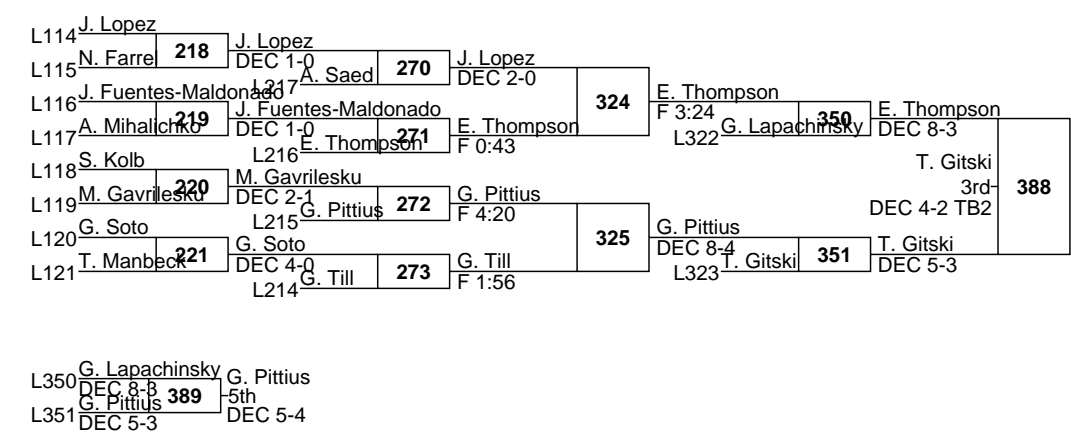 L114 J. Lopez
218
L115 N. Farrel
J. Lopez
DEC 1-0
270
L217 A. Saed
J. Lopez
DEC 2-0
L116 J. Fuentes-Maldonado
219
L117 A. Mihalichko
J. Fuentes-Maldonado
DEC 1-0
271
L216 E. Thompson
E. Thompson
F 0:43
324
E. Thompson
F 3:24
350
L322 G. Lapachinsky
E. Thompson
DEC 8-3
L118 S. Kolb
220
L119 M. Gavrilesku
M. Gavrilesku
DEC 2-1
272
L215 G. Pittius
G. Pittius
F 4:20
L120 G. Soto
221
L121 T. Manbeck
G. Soto
DEC 4-0
273
L214 G. Till
G. Till
F 1:56
325
G. Pittius
DEC 8-4
351
L323 T. Gitski
T. Gitski
DEC 5-3
T. Gitski
3rd
388
DEC 4-2 TB2
L350 G. Lapachinsky
DEC 8-3
389
L351 G. Pittius
DEC 5-3
G. Pittius
5th
DEC 5-4